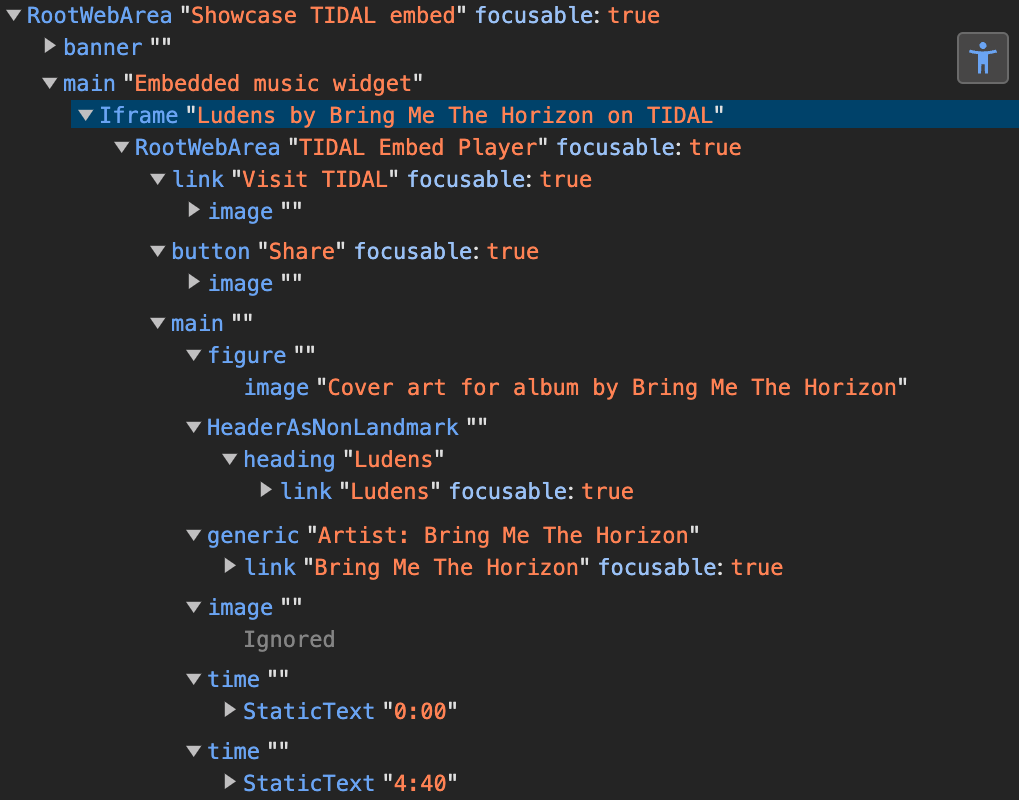 RootWebArea "Showcase TIDAL embed" focusable: true
banner ""
main "Embedded music widget"
Iframe "Ludens by Bring Me The Horizon on TIDAL"
RootWebArea "TIDAL Embed Player" focusable: true
link "Visit TIDAL" focusable: true
image ""
button "Share" focusable: true
image ""
main ""
figure ""
image "Cover art for album by Bring Me The Horizon"
HeaderAsNonLandmark ""
heading "Ludens"
link "Ludens" focusable: true
generic "Artist: Bring Me The Horizon"
link "Bring Me The Horizon" focusable: true
image ""
Ignored
time ""
StaticText "0:00"
time ""
StaticText "4:40"